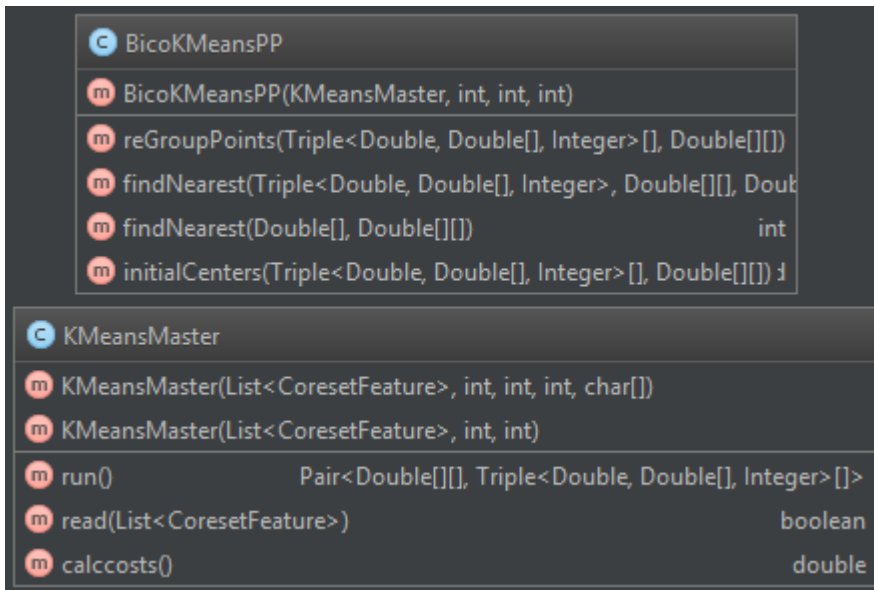 BicoKMeansPP
BicoKMeansPP(KMeansMaster, int, int, int)
reGroupPoints(Triple<Double, Double[], Integer>[], Double[][])
findNearest(Triple<Double, Double[], Integer>, Double[][], Doub
findNearest(Double[], Double[][]) int
initialCenters(Triple<Double, Double[], Integer>[], Double[][])
KMeansMaster
KMeansMaster(List<CoresetFeature>, int, int, int, char[])
KMeansMaster(List<CoresetFeature>, int, int)
run() Pair<Double[][], Triple<Double, Double[], Integer>[]>
read(List<CoresetFeature>) boolean
calccosts() double